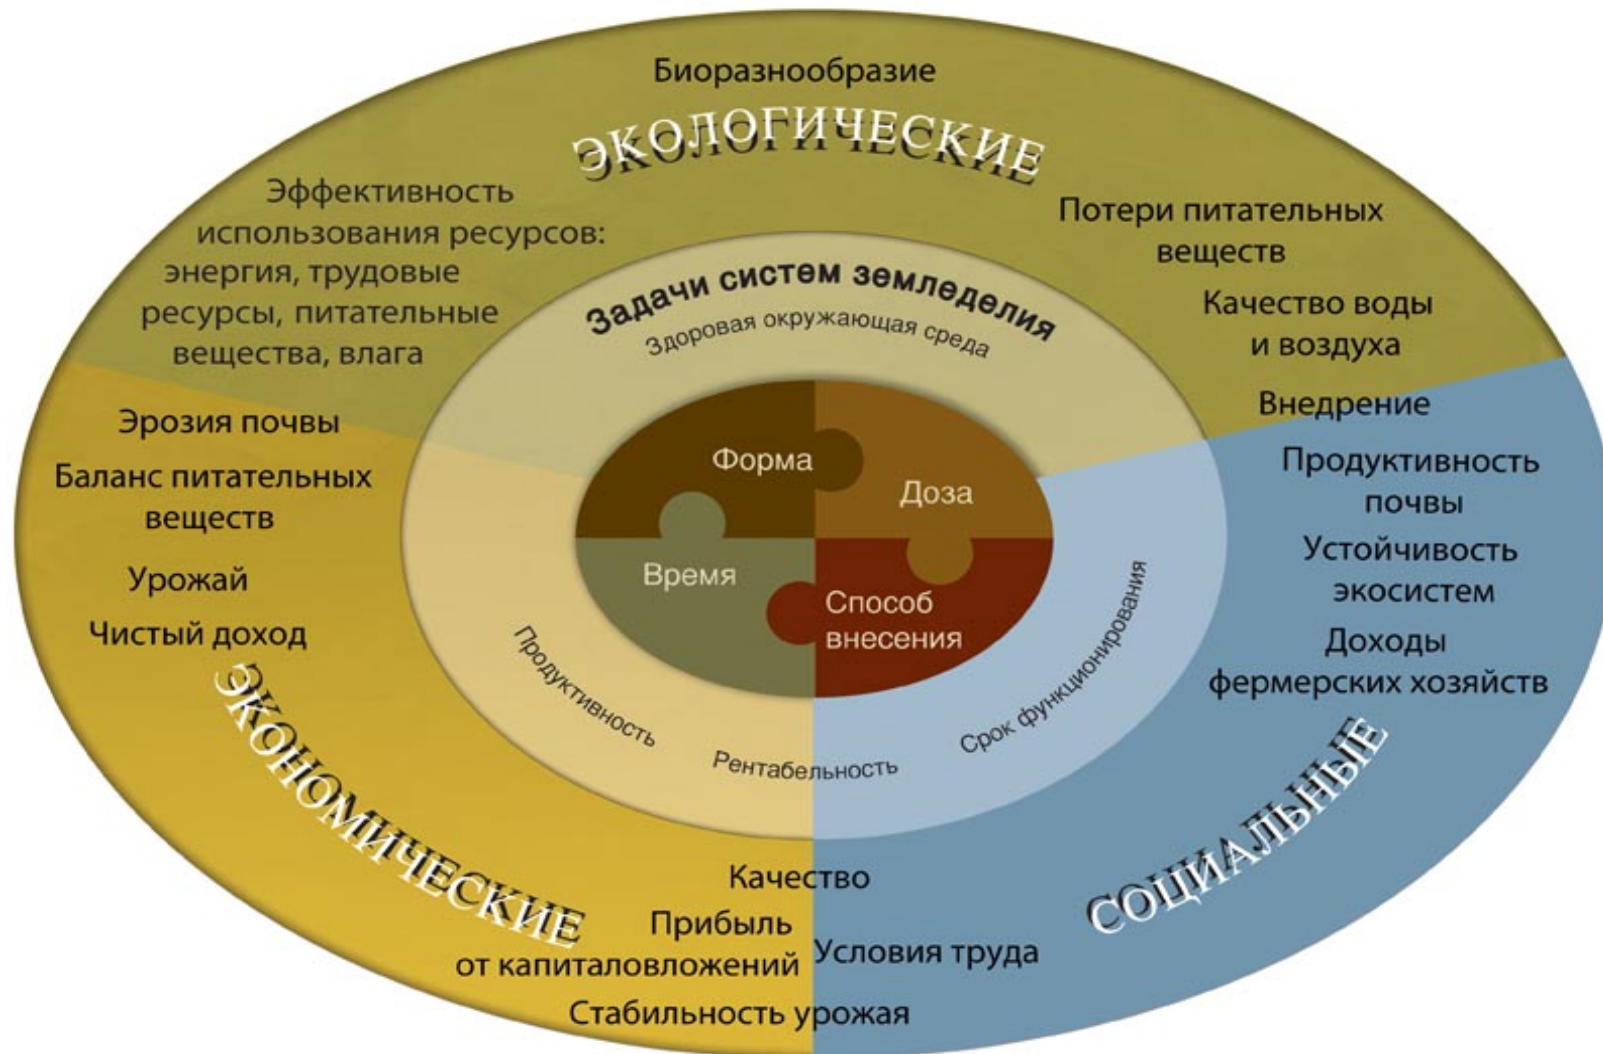 Биоразнообразие
ЭКОЛОГИЧЕСКИЕ
Эффективность
использования ресурсов:
энергия, трудовые
ресурсы, питательные
вещества, влага
Потери питательных
веществ
Качество воды
и воздуха
Задачи систем земледелия
Здоровая окружающая среда
Эрозия почвы
Баланс питательных
веществ
Урожай
Чистый доход
ЭКОНОМИЧЕСКИЕ
Форма
Доза
Время
Способ
внесения
Продуктивность
Рентабельность
Срок функционирования
Внедрение
Продуктивность
почвы
Устойчивость
экосистем
Доходы
фермерских хозяйств
СОЦИАЛЬНЫЕ
Качество
Прибыль
от капиталовложений
Условия труда
Стабильность урожая